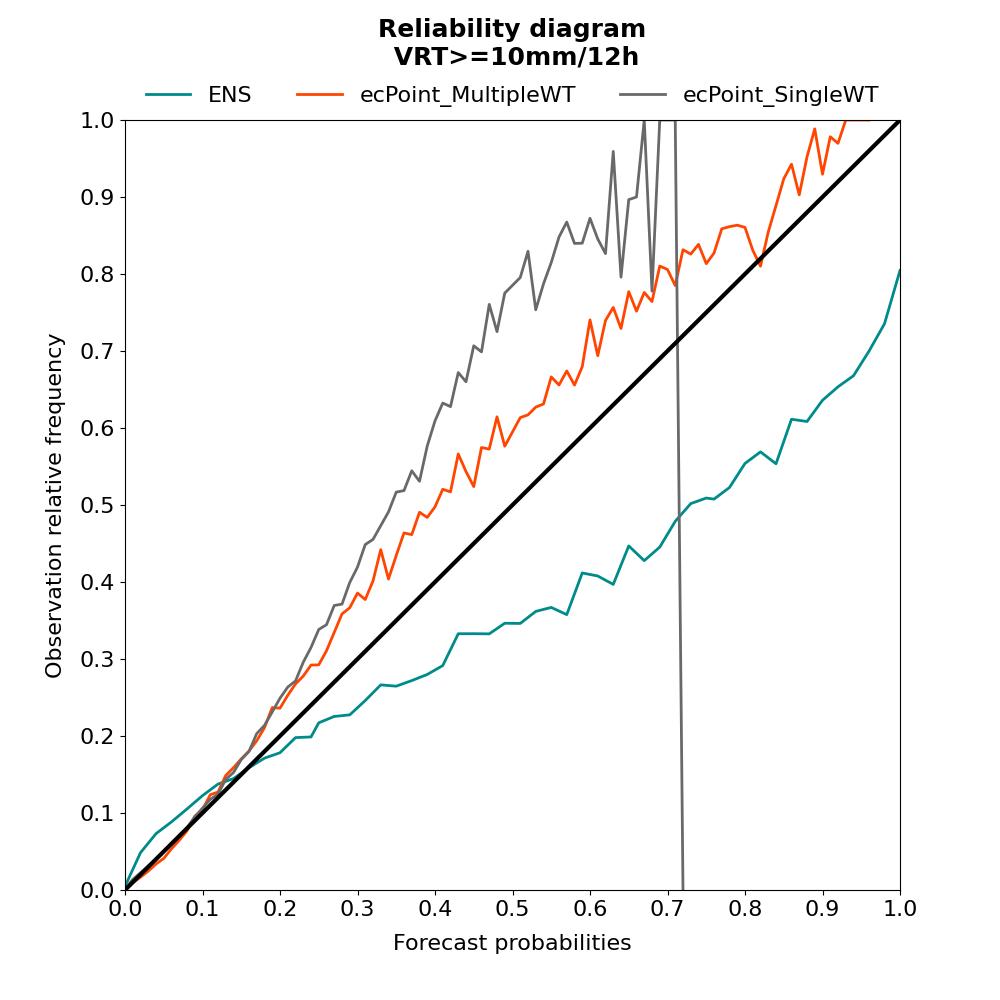 Reliability diagram
VRT>=10mm/12h
ENS ecPoint_MultipleWT ecPoint_SingleWT
1.0
0.9
0.8
0.7
0.6
0.5
0.4
0.3
0.2
0.1
0.0
Observation relative frequency
0.0 0.1 0.2 0.3 0.4 0.5 0.6 0.7 0.8 0.9 1.0
Forecast probabilities